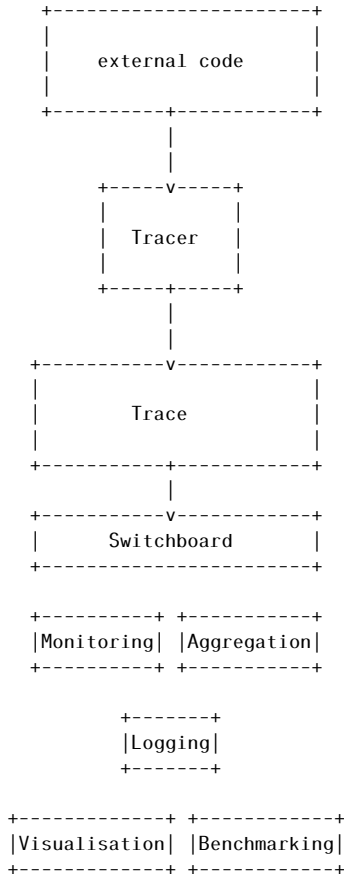 external code
Tracer
Trace
Switchboard
Monitoring Aggregation
Logging
Visualisation Benchmarking